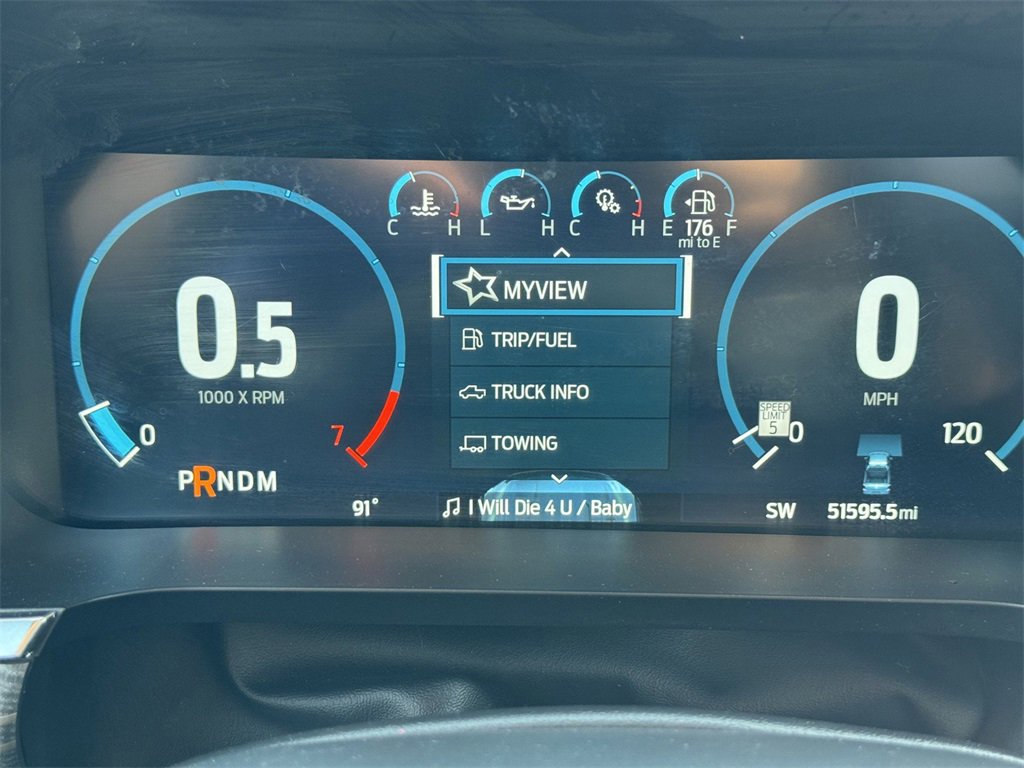 C H
L H
C H
E F
176
mi to E
MYVIEW
TRIP/FUEL
TRUCK INFO
TOWING
0.5
1000 X RPM
0
7
PRNDM
91°
I Will Die 4 U / Baby
0
MPH
SPEED
LIMIT
5
0
120
SW
51595.5mi